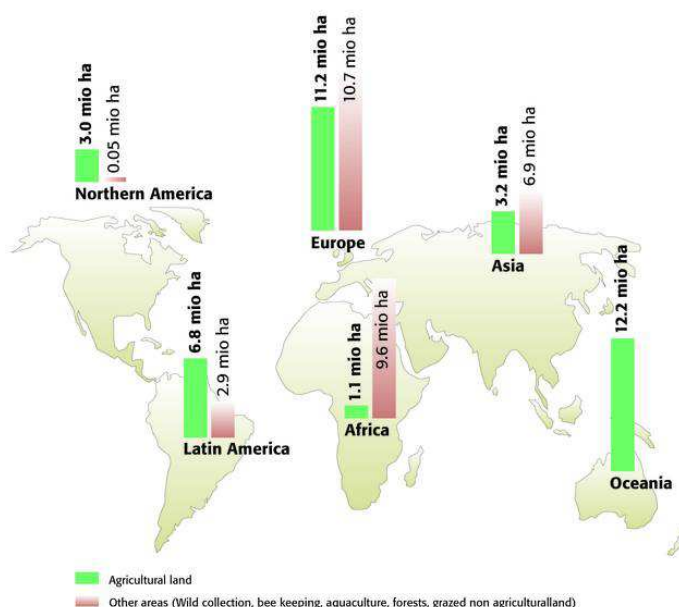 3.0 mio ha
0.05 mio ha
Northern America
11.2 mio ha
10.7 mio ha
Europe
3.2 mio ha
6.9 mio ha
Asia
6.8 mio ha
2.9 mio ha
Latin America
1.1 mio ha
9.6 mio ha
Africa
12.2 mio ha
Oceania
Agricultural land
Other areas (Wild collection, bee keeping, aquaculture, forests, grazed non agriculturalland)